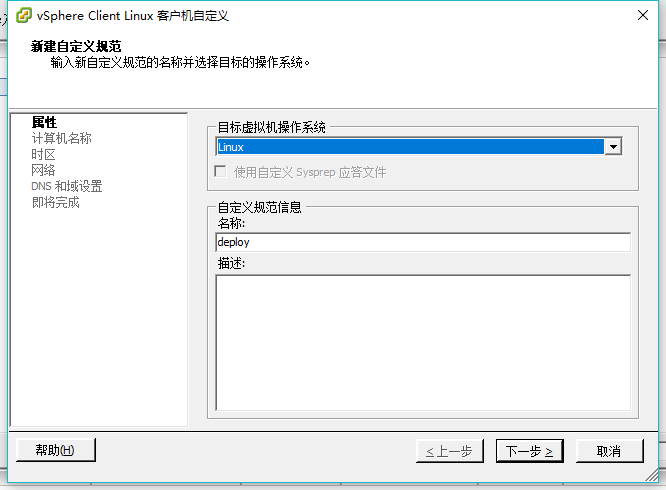 vSphere Client Linux 客户机自定义
新建自定义规范
输入新自定义规范的名称并选择目标的操作系统。
属性
计算机名称
时区
网络
DNS 和域设置
即将完成
目标虚拟机操作系统
Linux
使用自定义 Sysprep 应答文件
自定义规范信息
名称:
deploy
描述:
帮助(H)
< 上一步
下一步 >
取消